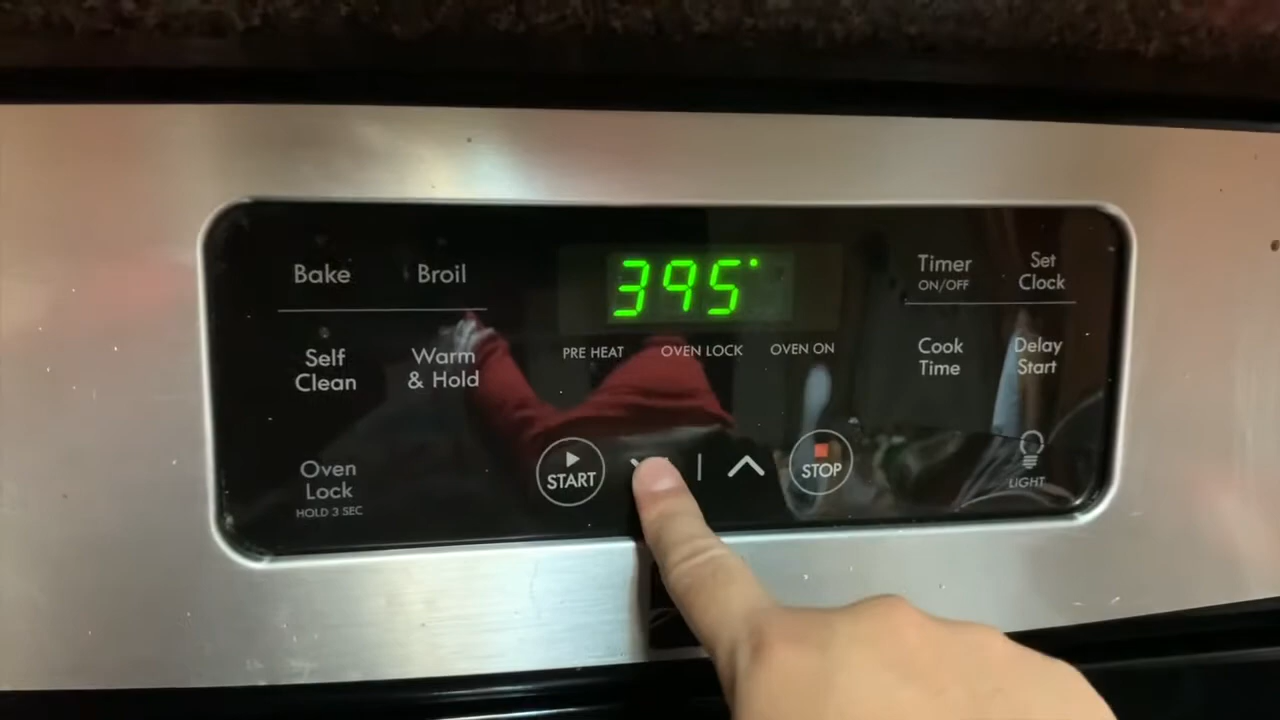 Bake
Broil
395°
Timer
ON/OFF
Set
Clock
PRE HEAT
OVEN LOCK
OVEN ON
Self
Clean
Warm
& Hold
Cook
Time
Delay
Start
Oven
Lock
HOLD 3 SEC
START
STOP
LIGHT